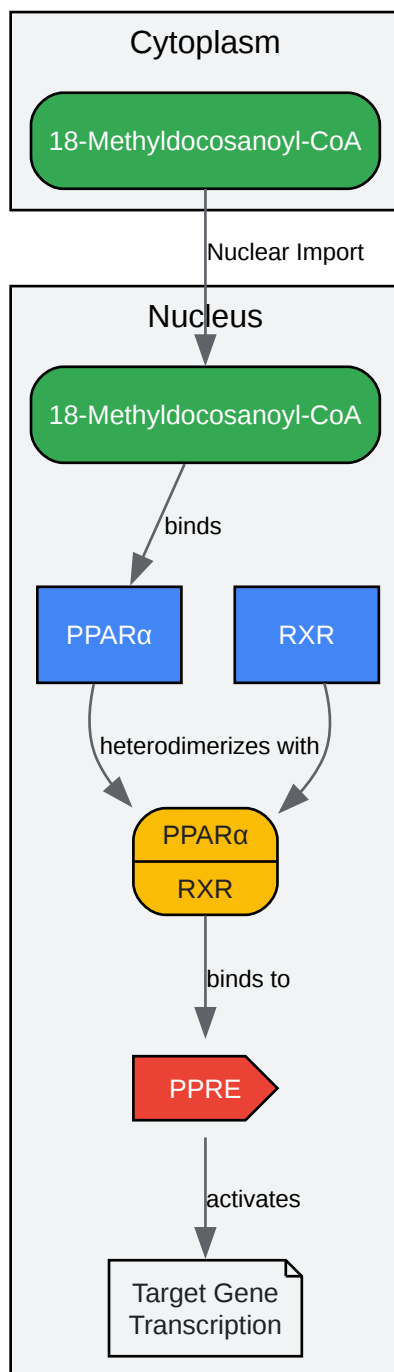 Cytoplasm
18-Methyldocosanoyl-CoA
Nuclear Import
Nucleus
18-Methyldocosanoyl-CoA
binds
PPARα
RXR
heterodimerizes with
PPARα
RXR
binds to
PPRE
activates
Target Gene
Transcription